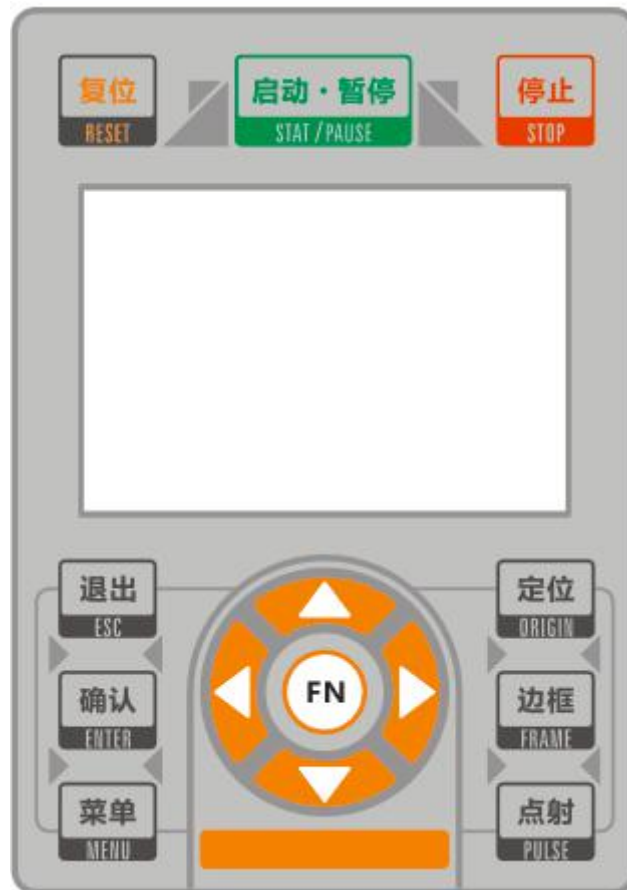 复位
RESET
启动·暂停
STAT/PAUSE
停止
STOP
退出
ESC
定位
ORIGIN
FN
确认
ENTER
边框
FRAME
菜单
MENU
点射
PULSE